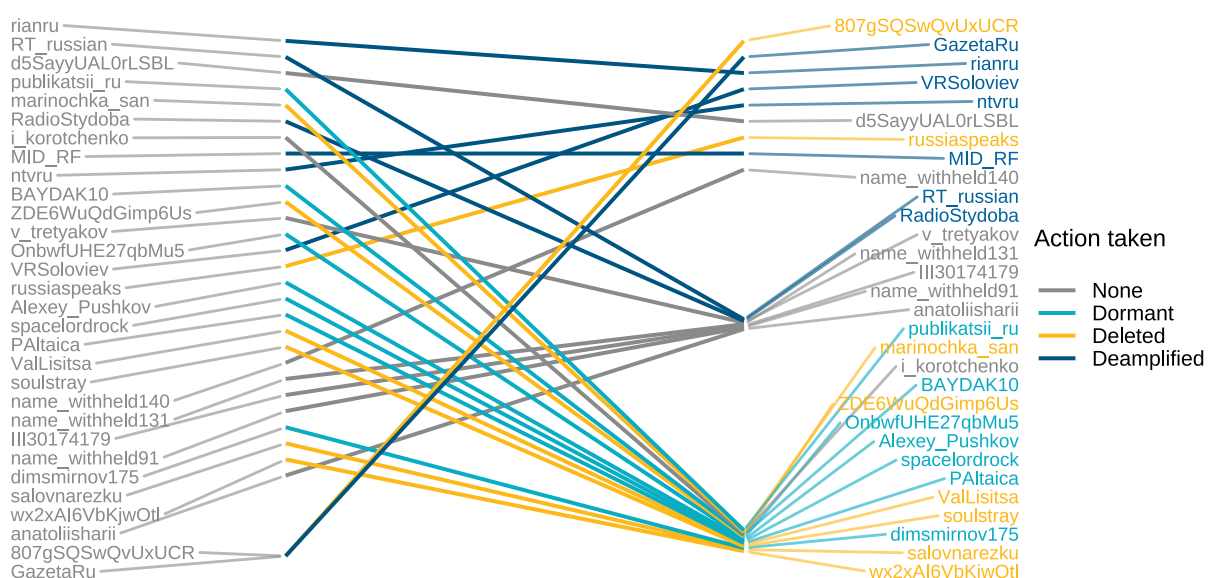 rianru
RT_russian
d5SayyUAL0rLSBL
publikatsii_ru
marinochka_san
RadioStydoba
i_korotchenko
MID_RF
ntvru
BAYDAK10
ZDE6WuQdGimp6Us
v_tretyakov
OnbwfUHE27qbMu5
VRSoloviev
russiaspeaks
Alexey_Pushkov
spacelordrock
PAltaica
ValLisitsa
soulstray
name_withheld140
name_withheld131
III30174179
name_withheld91
dimsmirnov175
salovnarezku
wx2xAI6VbKjwOtl
anatoliisharii
807gSQSwQvUxUCR
GazetaRu
807gSQSwQvUxUCR
GazetaRu
rianru
VRSoloviev
ntvru
d5SayyUAL0rLSBL
russiaspeaks
MID_RF
name_withheld140
RT_russian
RadioStydoba
v_tretyakov
name_withheld131
III30174179
name_withheld91
anatoliisharii
publikatsii_ru
marinochka_san
i_korotchenko
BAYDAK10
ZDE6WuQdGimp6Us
OnbwfUHE27qbMu5
Alexey_Pushkov
spacelordrock
PAltaica
ValLisitsa
soulstray
dimsmirnov175
salovnarezku
wx2xAI6VbKjwOtl
Action taken
None
Dormant
Deleted
Deamplified